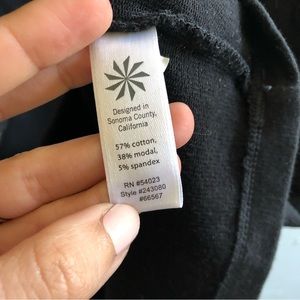 Designed in
Sonoma County,
California
57% cotton,
38% modal,
5% spandex
RN #54023
Style #243080
#66567